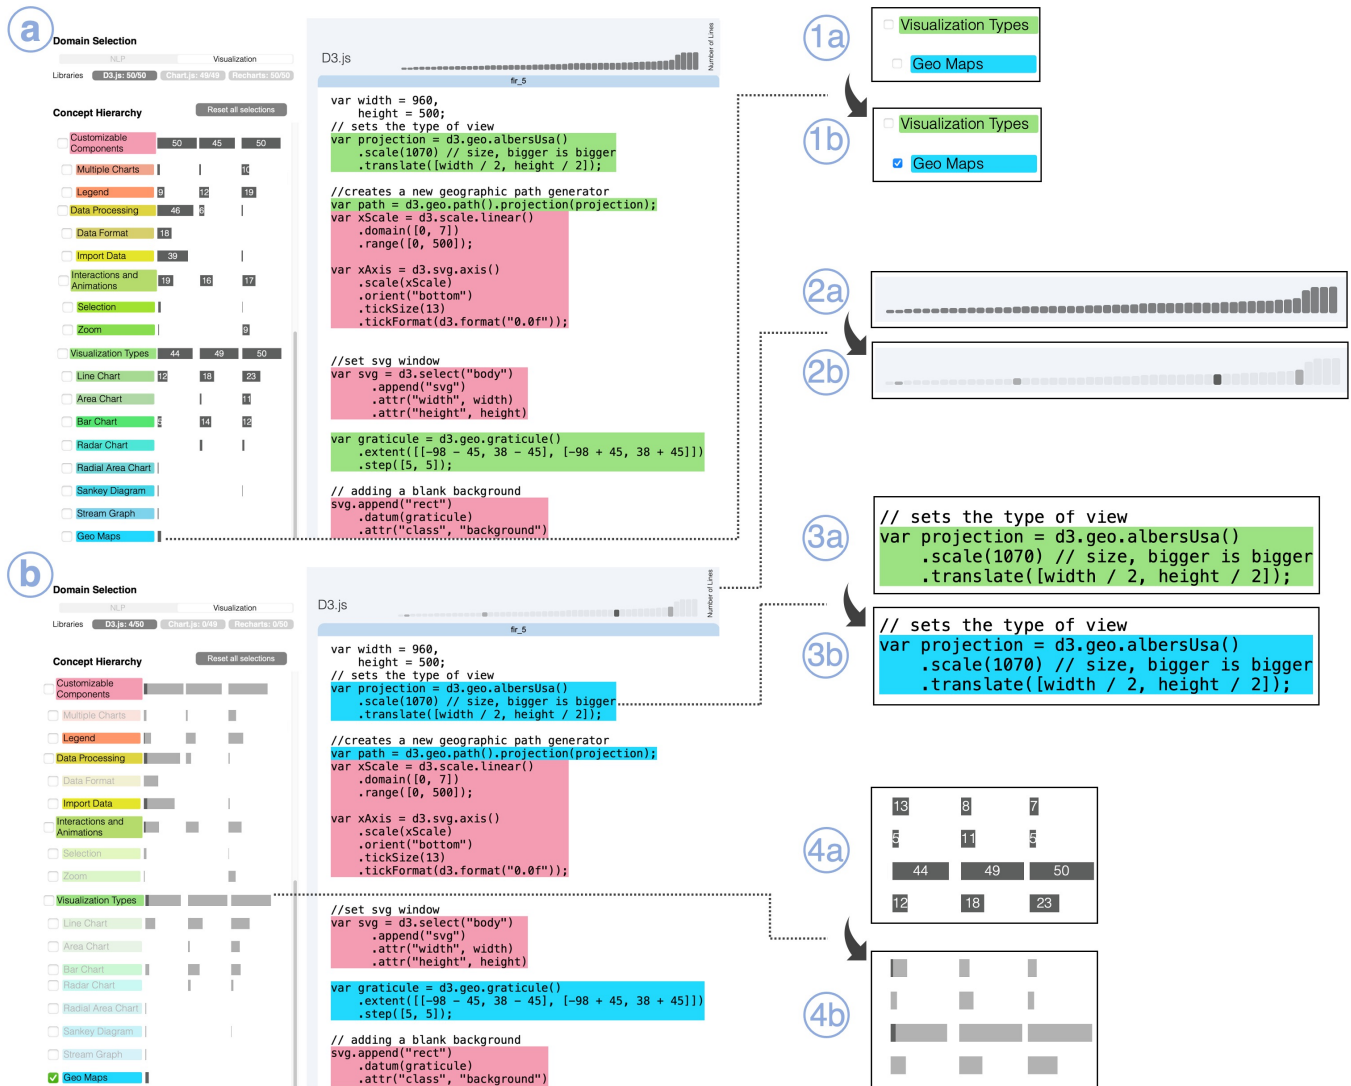 a
Domain Selection
NLP Visualization
Libraries D3.js: 50/50 Chart.js: 49/49 Recharts: 50/50
Concept Hierarchy Reset all selections
Customizable Components 50 45 50
Multiple Charts 10
Legend 9 12 19
Data Processing 46 6
Data Format 18
Import Data 39
Interactions and Animations 19 16 17
Selection
Zoom 9
Visualization Types 44 49 50
Line Chart 12 18 23
Area Chart 11
Bar Chart 5 14 12
Radar Chart
Radial Area Chart
Sankey Diagram
Stream Graph
Geo Maps
D3.js
Number of Lines
fir_5
var width = 960,
height = 500;
// sets the type of view
var projection = d3.geo.albersUsa()
.scale(1070) // size, bigger is bigger
.translate([width / 2, height / 2]);
//creates a new geographic path generator
var path = d3.geo.path().projection(projection);
var xScale = d3.scale.linear()
.domain([0, 7])
.range([0, 500]);
var xAxis = d3.svg.axis()
.scale(xScale)
.orient("bottom")
.tickSize(13)
.tickFormat(d3.format("0.0f"));
//set svg window
var svg = d3.select("body")
.append("svg")
.attr("width", width)
.attr("height", height)
var graticule = d3.geo.graticule()
.extent([[-98 - 45, 38 - 45], [-98 + 45, 38 + 45]])
.step([5, 5]);
// adding a blank background
svg.append("rect")
.datum(graticule)
.attr("class", "background")
b
Domain Selection
NLP Visualization
Libraries D3.js: 4/50 Chart.js: 0/49 Recharts: 0/50
Concept Hierarchy Reset all selections
Customizable Components
Multiple Charts
Legend
Data Processing
Data Format
Import Data
Interactions and Animations
Selection
Zoom
Visualization Types
Line Chart
Area Chart
Bar Chart
Radar Chart
Radial Area Chart
Sankey Diagram
Stream Graph
Geo Maps
D3.js
Number of Lines
fir_5
var width = 960,
height = 500;
// sets the type of view
var projection = d3.geo.albersUsa()
.scale(1070) // size, bigger is bigger
.translate([width / 2, height / 2]);
//creates a new geographic path generator
var path = d3.geo.path().projection(projection);
var xScale = d3.scale.linear()
.domain([0, 7])
.range([0, 500]);
var xAxis = d3.svg.axis()
.scale(xScale)
.orient("bottom")
.tickSize(13)
.tickFormat(d3.format("0.0f"));
//set svg window
var svg = d3.select("body")
.append("svg")
.attr("width", width)
.attr("height", height)
var graticule = d3.geo.graticule()
.extent([[-98 - 45, 38 - 45], [-98 + 45, 38 + 45]])
.step([5, 5]);
// adding a blank background
svg.append("rect")
.datum(graticule)
.attr("class", "background")
1a
Visualization Types
Geo Maps
1b
Visualization Types
Geo Maps
2a
2b
3a
// sets the type of view
var projection = d3.geo.albersUsa()
.scale(1070) // size, bigger is bigger
.translate([width / 2, height / 2]);
3b
// sets the type of view
var projection = d3.geo.albersUsa()
.scale(1070) // size, bigger is bigger
.translate([width / 2, height / 2]);
4a
13 8 7
5 11 5
44 49 50
12 18 23
4b